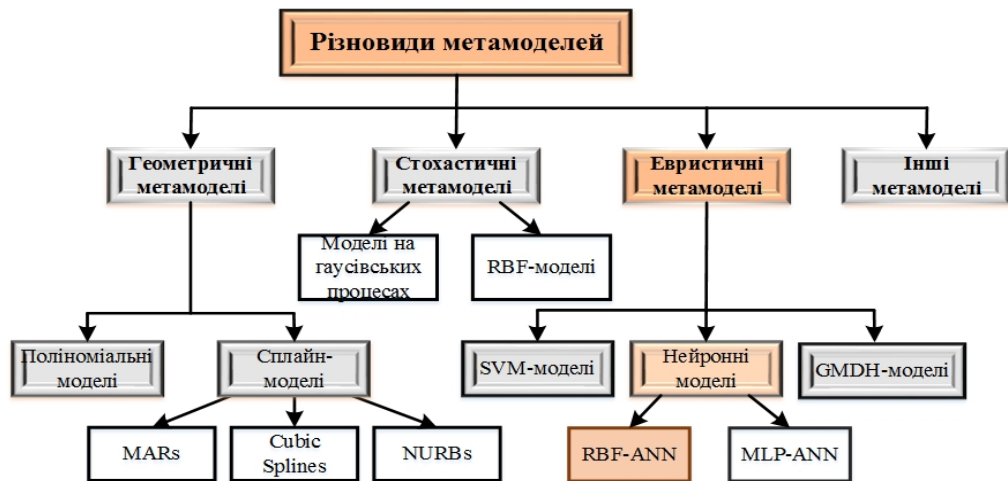 Різновиди метамоделей
Геометричні
метамоделі
Стохастичні
метамоделі
Евристичні
метамоделі
Інші
метамоделі
Моделі на
гаусівських
процесах
RBF-моделі
Поліноміальні
моделі
Сплайн-
моделі
SVM-моделі
Нейронні
моделі
GMDH-моделі
MARs
Cubic
Splines
NURBs
RBF-ANN
MLP-ANN